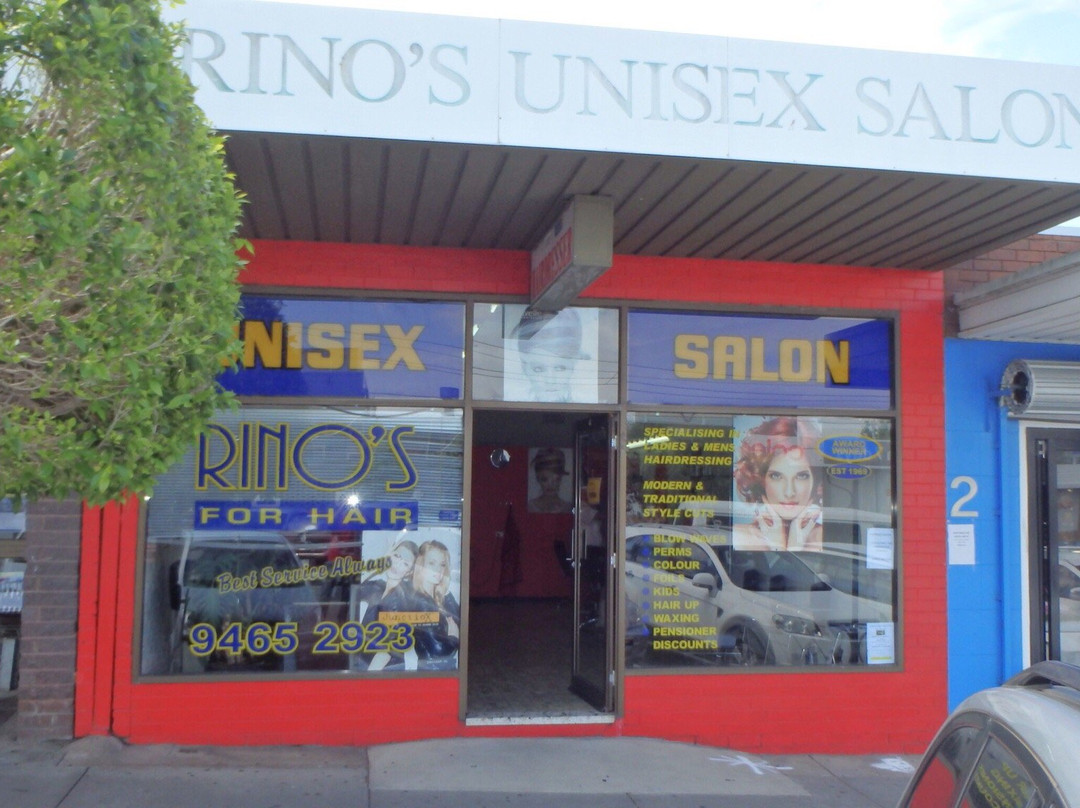 RINO'S UNISEX SALON
UNISEX
SALON
RINO'S
FOR HAIR
Best Service Always
9465 2923
SPECIALISING IN
LADIES & MENS
HAIRDRESSING
MODERN &
TRADITIONAL
STYLE CUTS
BLOW WAVES
PERMS
COLOUR
FOILS
KIDS
HAIR UP
WAXING
PENSIONER
DISCOUNTS
AWARD
WINNING
EST 1969
2